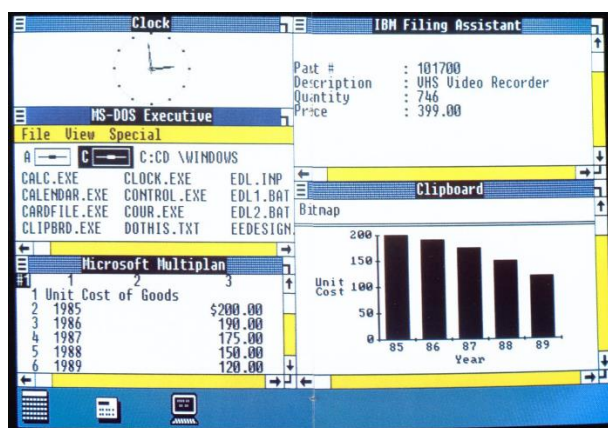 Clock
MS-DOS Executive
File View Special
A C C:CD \WINDOWS
CALC.EXE CLOCK.EXE EDL.INP
CALENDAR.EXE CONTROL.EXE EDL1.BAT
CARDFILE.EXE COUR.EXE EDL2.BAT
CLIPBRD.EXE DOTHIS.TXT EEDESIGN.
Microsoft Multiplan
#1 1 2 3
1 Unit Cost of Goods
2 1985 $200.00
3 1986 190.00
4 1987 175.00
5 1988 150.00
6 1989 120.00
IBM Filing Assistant
Part # : 101700
Description : VHS Video Recorder
Quantity : 746
Price : 399.00
Clipboard
Bitmap
200
150
Unit
Cost 100
50
0
85 86 87 88 89
Year